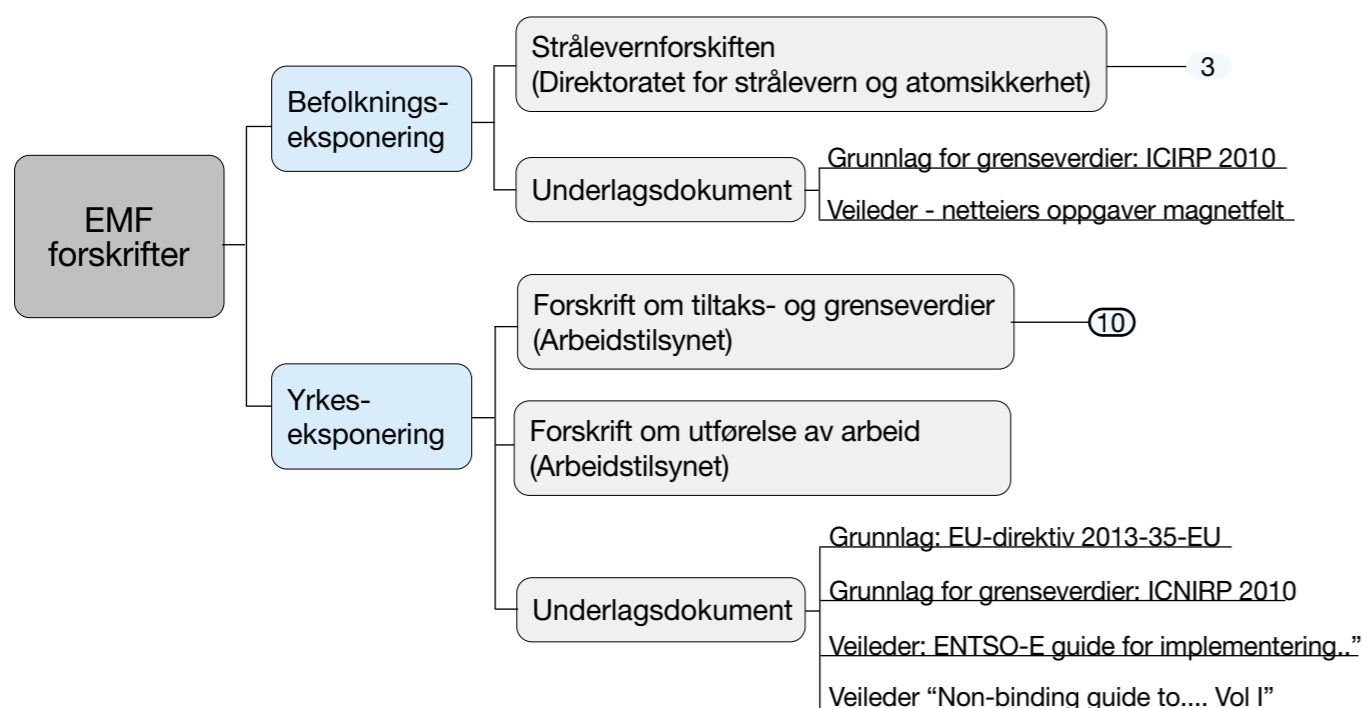 EMF
forskrifter
Befolknings-
eksponering
Strålevernforskiften
(Direktoratet for strålevern og atomsikkerhet)
3
Underlagsdokument
Grunnlag for grenseverdier: ICIRP 2010
Veileder - netteiers oppgaver magnetfelt
Yrkes-
eksponering
Forskrift om tiltaks- og grenseverdier
(Arbeidstilsynet)
10
Forskrift om utførelse av arbeid
(Arbeidstilsynet)
Underlagsdokument
Grunnlag: EU-direktiv 2013-35-EU
Grunnlag for grenseverdier: ICNIRP 2010
Veileder: ENTSO-E guide for implementering..”
Veileder “Non-binding guide to.... Vol I”